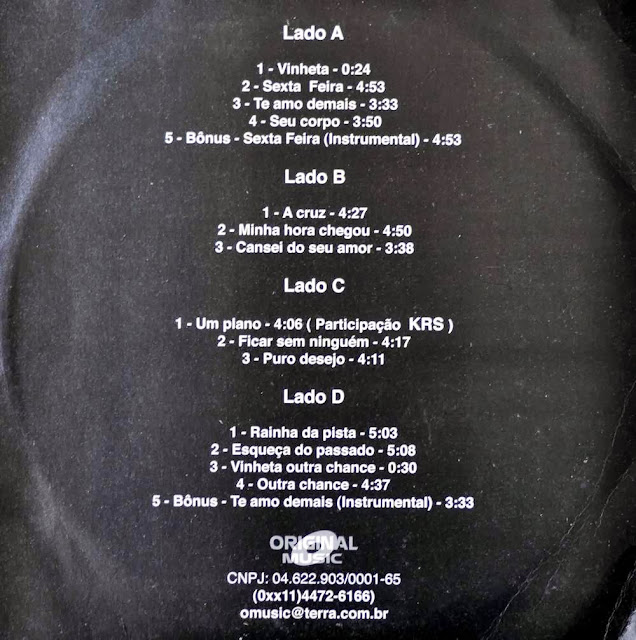 Lado A
1 - Vinheta - 0:24
2 - Sexta Feira - 4:53
3 - Te amo demais - 3:33
4 - Seu corpo - 3:50
5 - Bônus - Sexta Feira (Instrumental) - 4:53
Lado B
1 - A cruz - 4:27
2 - Minha hora chegou - 4:50
3 - Cansei do seu amor - 3:38
Lado C
1 - Um plano - 4:06 ( Participação KRS )
2 - Ficar sem ninguém - 4:17
3 - Puro desejo - 4:11
Lado D
1 - Rainha da pista - 5:03
2 - Esqueça do passado - 5:08
3 - Vinheta outra chance - 0:30
4 - Outra chance - 4:37
5 - Bônus - Te amo demais (Instrumental) - 3:33
ORIGINAL
MUSIC
CNPJ: 04.622.903/0001-65
(0xx11)4472-6166)
omusic@terra.com.br